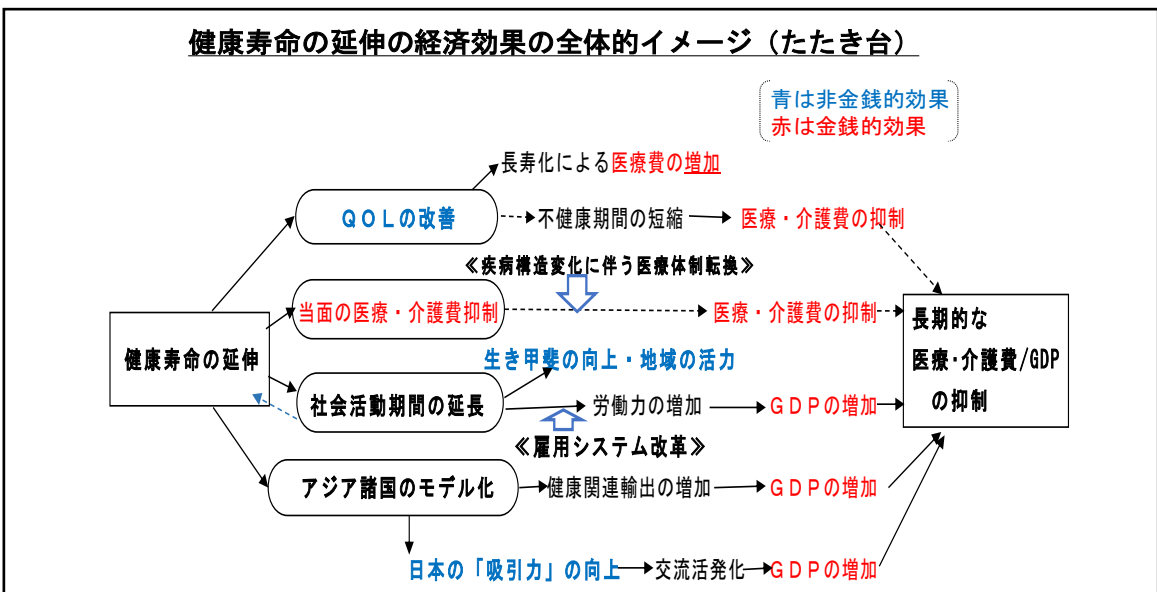 健康寿命の延伸の経済効果の全体的イメージ（たたき台）
青は非金銭的効果
赤は金銭的効果
長寿化による医療費の増加
ＱＯＬの改善
不健康期間の短縮
医療・介護費の抑制
≪疾病構造変化に伴う医療体制転換≫
当面の医療・介護費抑制
医療・介護費の抑制
健康寿命の延伸
生き甲斐の向上・地域の活力
社会活動期間の延長
労働力の増加
ＧＤＰの増加
≪雇用システム改革≫
長期的な
医療・介護費/GDP
の抑制
アジア諸国のモデル化
健康関連輸出の増加
ＧＤＰの増加
日本の「吸引力」の向上
交流活発化
ＧＤＰの増加